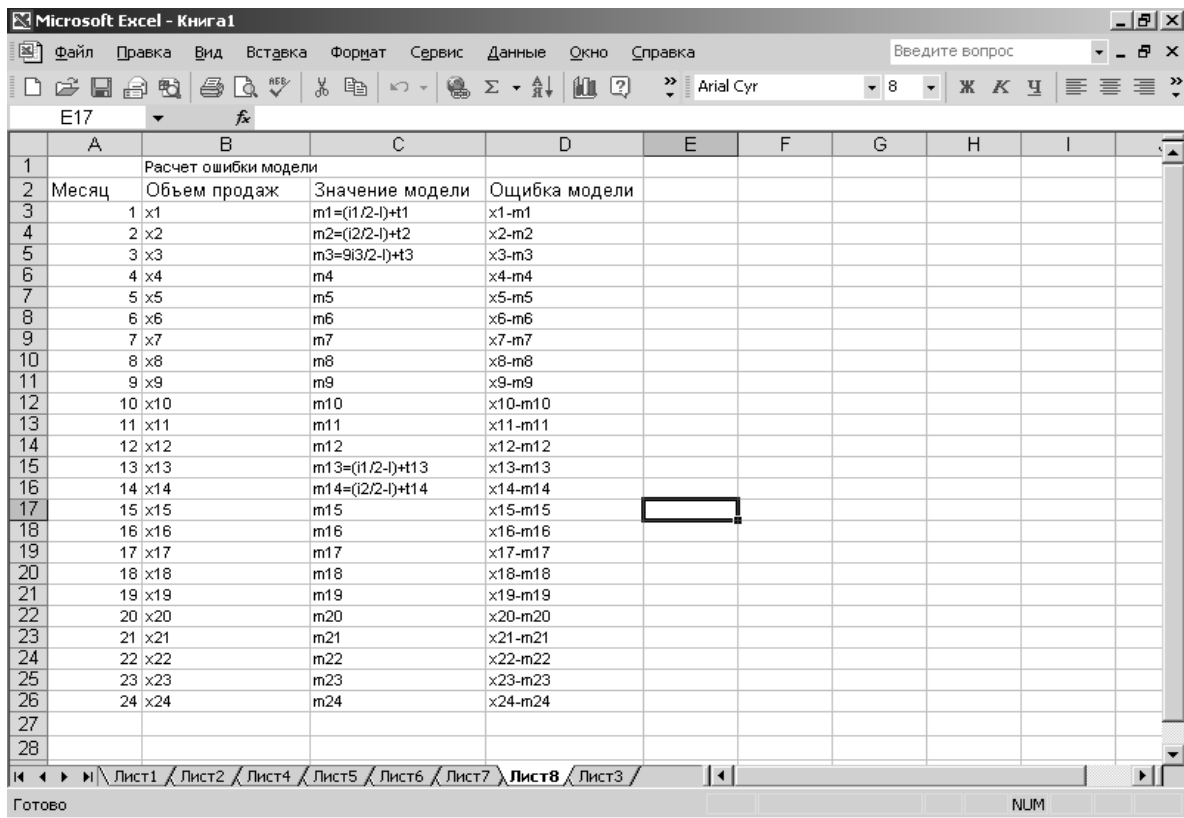 Microsoft Excel - Книга1
Файл Правка Вид Вставка Формат Сервис Данные Окно Справка Введите вопрос
Arial Cyr 8 Ж К Ч
E17 fx
A B C D E F G H I J
1 Расчет ошибки модели
2 Месяц Объем продаж Значение модели Ощибка модели
3 1 x1 m1=(i1/2-I)+t1 x1-m1
4 2 x2 m2=(i2/2-I)+t2 x2-m2
5 3 x3 m3=9i3/2-I)+t3 x3-m3
6 4 x4 m4 x4-m4
7 5 x5 m5 x5-m5
8 6 x6 m6 x6-m6
9 7 x7 m7 x7-m7
10 8 x8 m8 x8-m8
11 9 x9 m9 x9-m9
12 10 x10 m10 x10-m10
13 11 x11 m11 x11-m11
14 12 x12 m12 x12-m12
15 13 x13 m13=(i1/2-I)+t13 x13-m13
16 14 x14 m14=(i2/2-I)+t14 x14-m14
17 15 x15 m15 x15-m15
18 16 x16 m16 x16-m16
19 17 x17 m17 x17-m17
20 18 x18 m18 x18-m18
21 19 x19 m19 x19-m19
22 20 x20 m20 x20-m20
23 21 x21 m21 x21-m21
24 22 x22 m22 x22-m22
25 23 x23 m23 x23-m23
26 24 x24 m24 x24-m24
27
28
Лист1 Лист2 Лист4 Лист5 Лист6 Лист7 Лист8 Лист3
Готово NUM